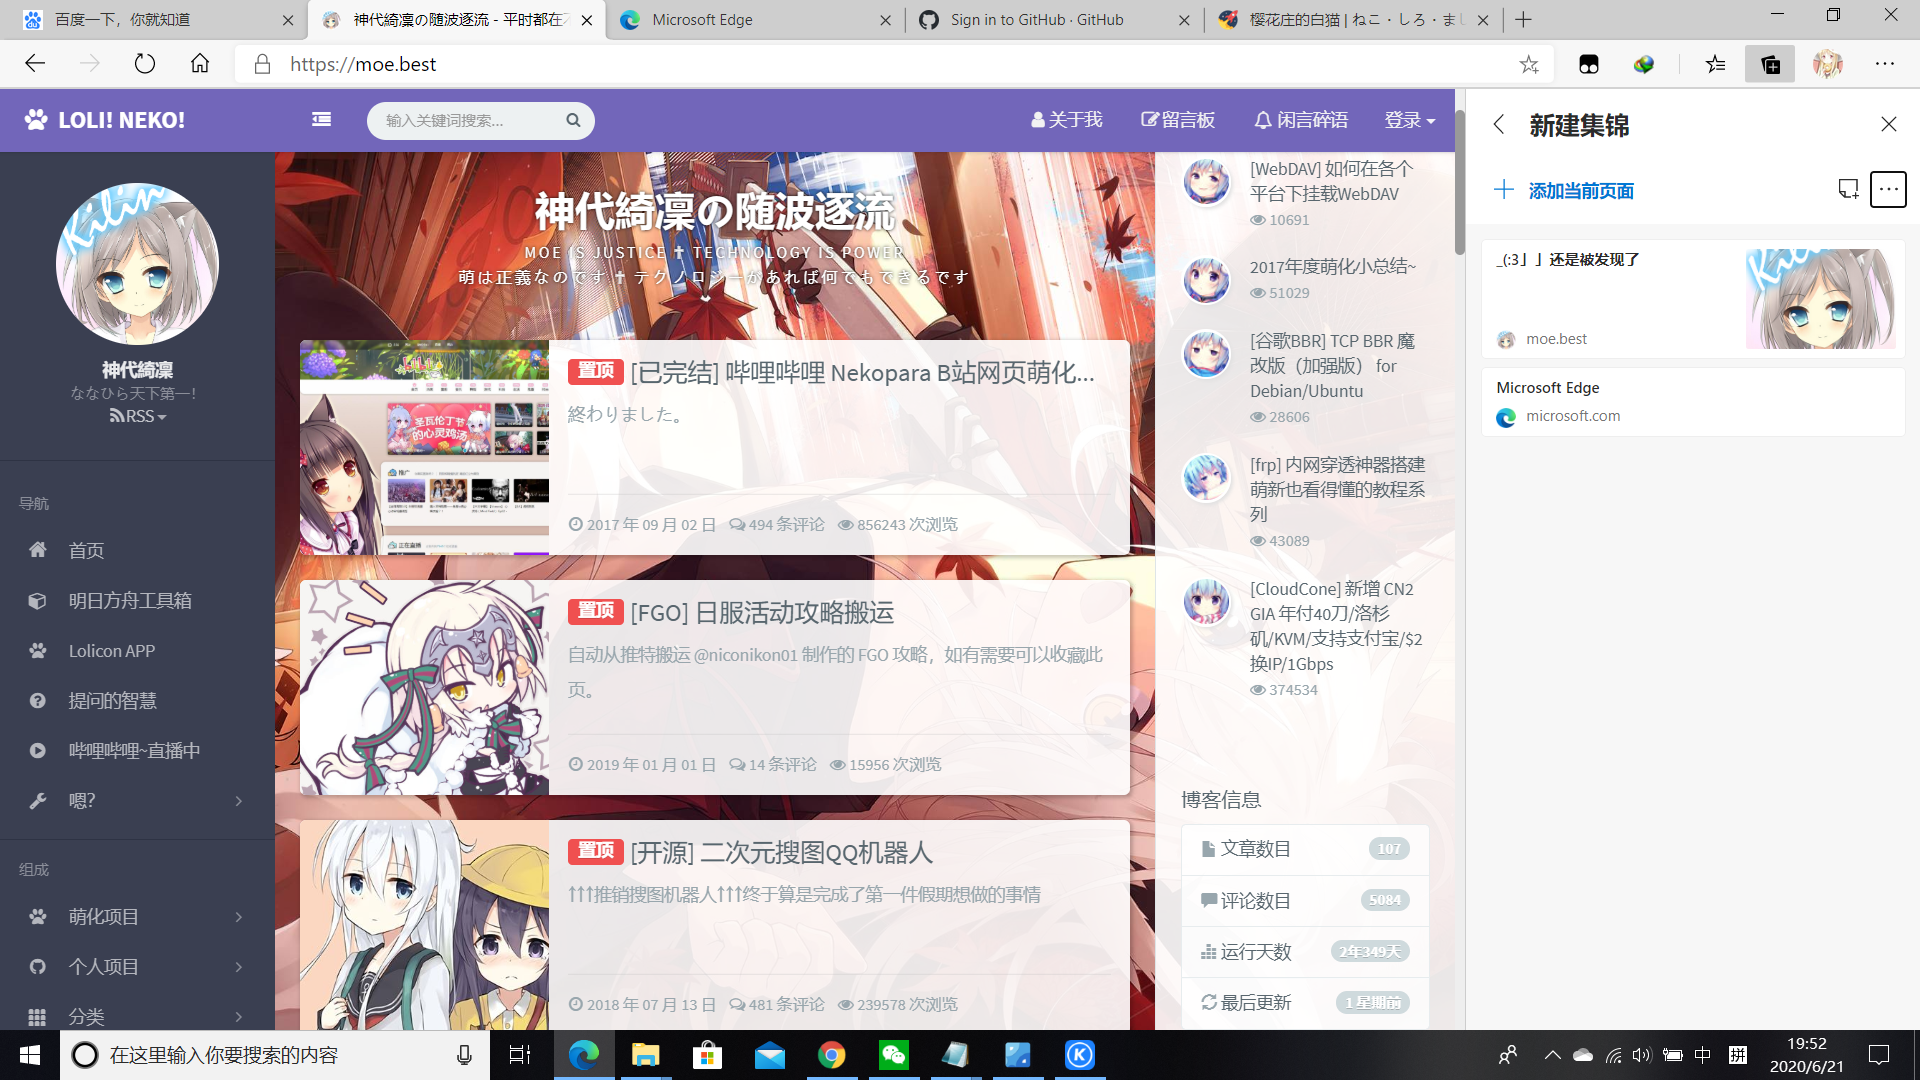 百度一下，你就知道
神代綺凜の随波逐流 - 平时都在
Microsoft Edge
Sign in to GitHub · GitHub
樱花庄的白猫 | ねこ・しろ・ま
https://moe.best
LOLI! NEKO!
输入关键词搜索...
关于我
留言板
闲言碎语
登录
Kilin
神代綺凜
ななひら天下第一!
RSS
导航
首页
明日方舟工具箱
Lolicon APP
提问的智慧
哔哩哔哩~直播中
嗯?
组成
萌化项目
个人项目
分类
神代綺凜の随波逐流
MOE IS JUSTICE ✝ TECHNOLOGY IS POWER
萌は正義なのです ✝ テクノロジーがあれば何でもできるです
置顶 [已完结] 哔哩哔哩 Nekopara B站网页萌化...
終わりました。
圣瓦伦丁节
的心灵鸡汤
2017 年 09 月 02 日 494 条评论 856243 次浏览
置顶 [FGO] 日服活动攻略搬运
自动从推特搬运 @niconikon01 制作的 FGO 攻略，如有需要可以收藏此
页。
2019 年 01 月 01 日 14 条评论 15956 次浏览
置顶 [开源] 二次元搜图QQ机器人
↑↑↑推销搜图机器人↑↑↑终于算是完成了第一件假期想做的事情
2018 年 07 月 13 日 481 条评论 239578 次浏览
[WebDAV] 如何在各个
平台下挂载WebDAV
10691
2017年度萌化小总结~
51029
[谷歌BBR] TCP BBR 魔
改版（加强版） for
Debian/Ubuntu
28606
[frp] 内网穿透神器搭建
萌新也看得懂的教程系
列
43089
[CloudCone] 新增 CN2
GIA 年付40刀/洛杉
矶/KVM/支持支付宝/$2
换IP/1Gbps
374534
博客信息
文章数目 107
评论数目 5084
运行天数 2年349天
最后更新 1 星期前
新建集锦
添加当前页面
_(:3」」还是被发现了
moe.best
Kilin
Microsoft Edge
microsoft.com
在这里输入你要搜索的内容
中
拼
19:52
2020/6/21